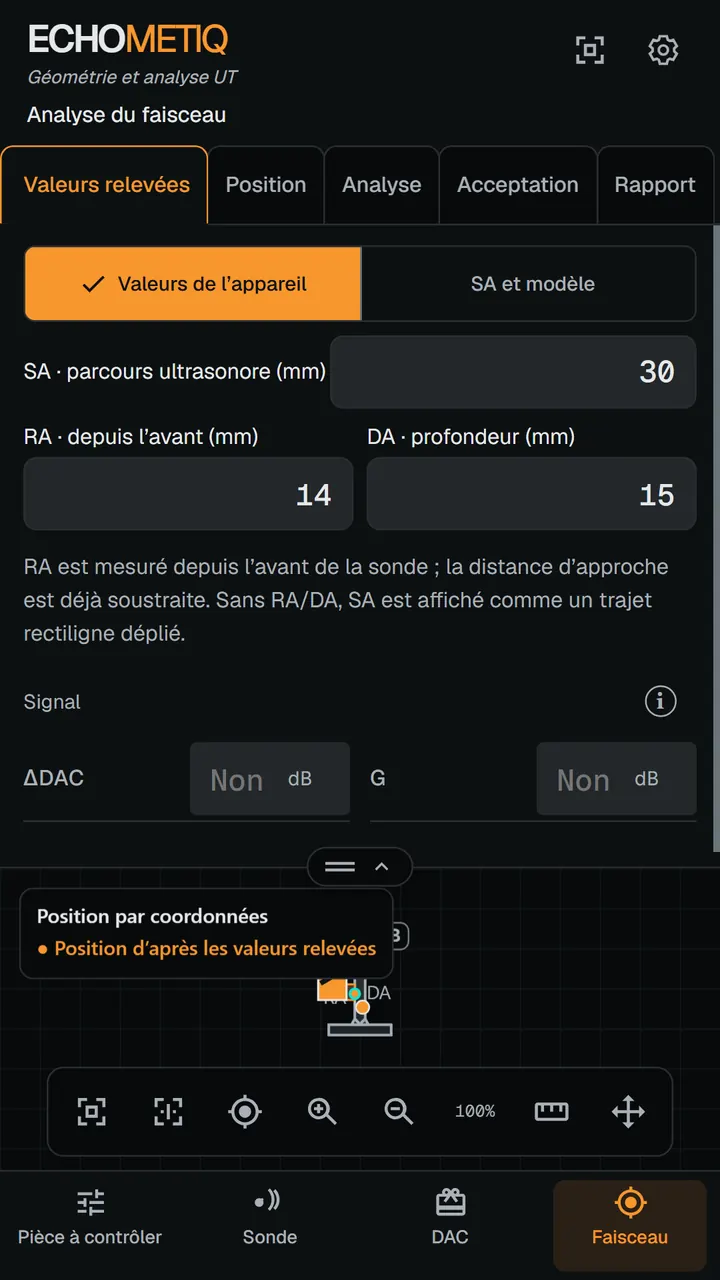 ECHOMETIQ
Géométrie et analyse UT
Analyse du faisceau
Valeurs relevées
Position
Analyse
Acceptation
Rapport
Valeurs de l’appareil
SA et modèle
SA · parcours ultrasonore (mm)
30
RA · depuis l’avant (mm)
DA · profondeur (mm)
14
15
RA est mesuré depuis l’avant de la sonde ; la distance d’approche
est déjà soustraite. Sans RA/DA, SA est affiché comme un trajet
rectiligne déplié.
Signal
ΔDAC
Non
dB
G
Non
dB
Position par coordonnées
• Position d’après les valeurs relevées
DA
100%
Pièce à contrôler
Sonde
DAC
Faisceau